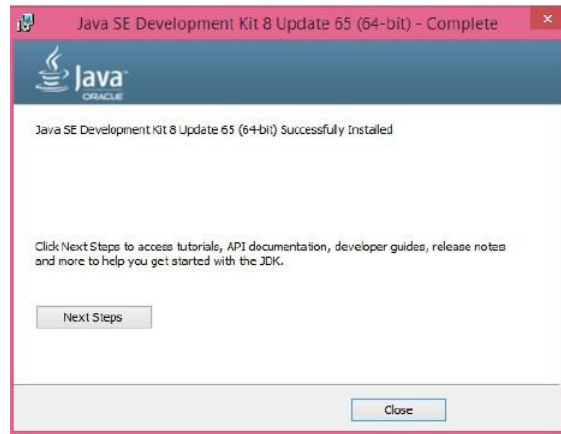 Java SE Development Kit 8 Update 65 (64-bit) - Complete
Java
ORACLE
Java SE Development Kit 8 Update 65 (64-bit) Successfully Installed
Click Next Steps to access tutorials, API documentation, developer guides, release notes
and more to help you get started with the JDK.
Next Steps
Close